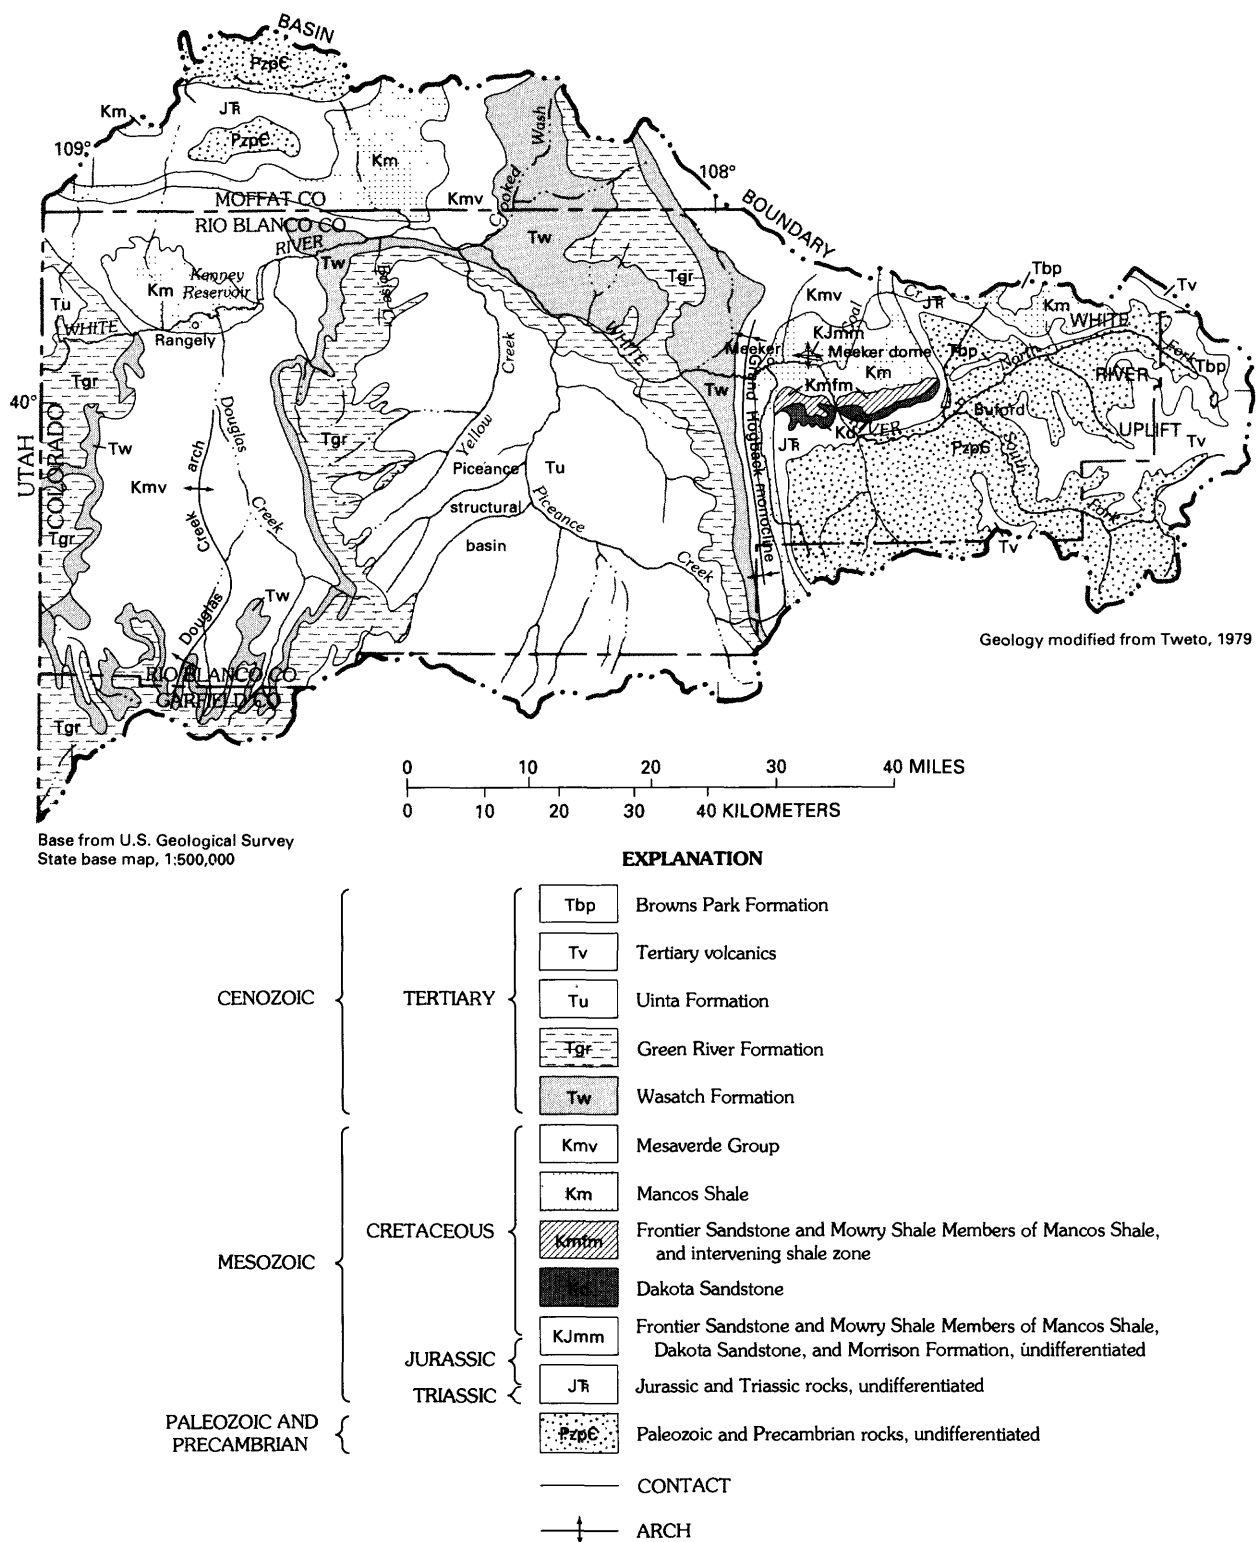 BASIN
PzpЄ
Km
JTR
PzpЄ
109°
Km
Wash
108°
Crooked
Kmv
MOFFAT CO
RIO BLANCO CO
BOUNDARY
RIVER
Tw
Tw
Tgr
Kenney
Reservoir
Km
Tu
WHITE
Rangely
Creek
WHITE
Kmv
Coal
Cr
JTR
Tbp
Km
Tv
WHITE
KJmm
Meeker
Meeker dome
Tbp
North
Fork
Tbp
Km
RIVER
Kmfm
Tgr
Tw
Buford
UPLIFT
Tv
40°
Kd
RIVER
JTR
PzpЄ
South
Fork
Tv
UTAH
COLORADO
Tw
Kmv
Douglas
Creek
Tgr
Yellow
Piceance
structural
basin
Tu
Piceance
Creek
Grand Hogback monocline
Tgr
Douglas
Creek
arch
Tw
RIO BLANCO CO
GARFIELD CO
Tgr
Geology modified from Tweto, 1979
0 10 20 30 40 MILES
0 10 20 30 40 KILOMETERS
Base from U.S. Geological Survey
State base map, 1:500,000
EXPLANATION
Tbp Browns Park Formation
Tv Tertiary volcanics
CENOZOIC TERTIARY Tu Uinta Formation
Tgr Green River Formation
Tw Wasatch Formation
Kmv Mesaverde Group
Km Mancos Shale
CRETACEOUS Kmfm Frontier Sandstone and Mowry Shale Members of Mancos Shale,
and intervening shale zone
MESOZOIC
Kd Dakota Sandstone
KJmm Frontier Sandstone and Mowry Shale Members of Mancos Shale,
Dakota Sandstone, and Morrison Formation, undifferentiated
JURASSIC
TRIASSIC JTR Jurassic and Triassic rocks, undifferentiated
PALEOZOIC AND
PRECAMBRIAN PzpЄ Paleozoic and Precambrian rocks, undifferentiated
CONTACT
ARCH